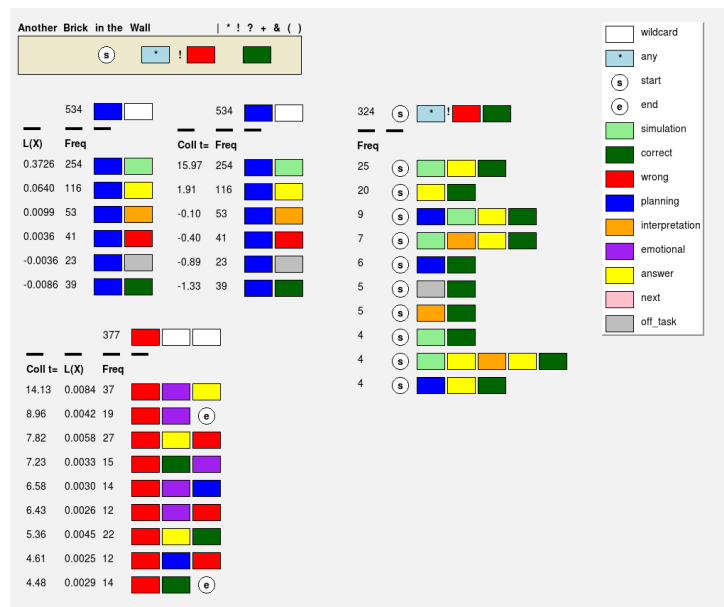 Another Brick in the Wall | * ! ? + & ( )
s * !
534
L(X) Freq
0.3726 254
0.0640 116
0.0099 53
0.0036 41
-0.0036 23
-0.0086 39
534
Coll t= Freq
15.97 254
1.91 116
-0.10 53
-0.40 41
-0.89 23
-1.33 39
377
Coll t= L(X) Freq
14.13 0.0084 37
8.96 0.0042 19 e
7.82 0.0058 27
7.23 0.0033 15
6.58 0.0030 14
6.43 0.0026 12
5.36 0.0045 22
4.61 0.0025 12
4.48 0.0029 14 e
324 s * !
Freq
25 s
20 s
9 s
7 s
6 s
5 s
5 s
4 s
4 s
4 s
wildcard
* any
s start
e end
simulation
correct
wrong
planning
interpretation
emotional
answer
next
off_task